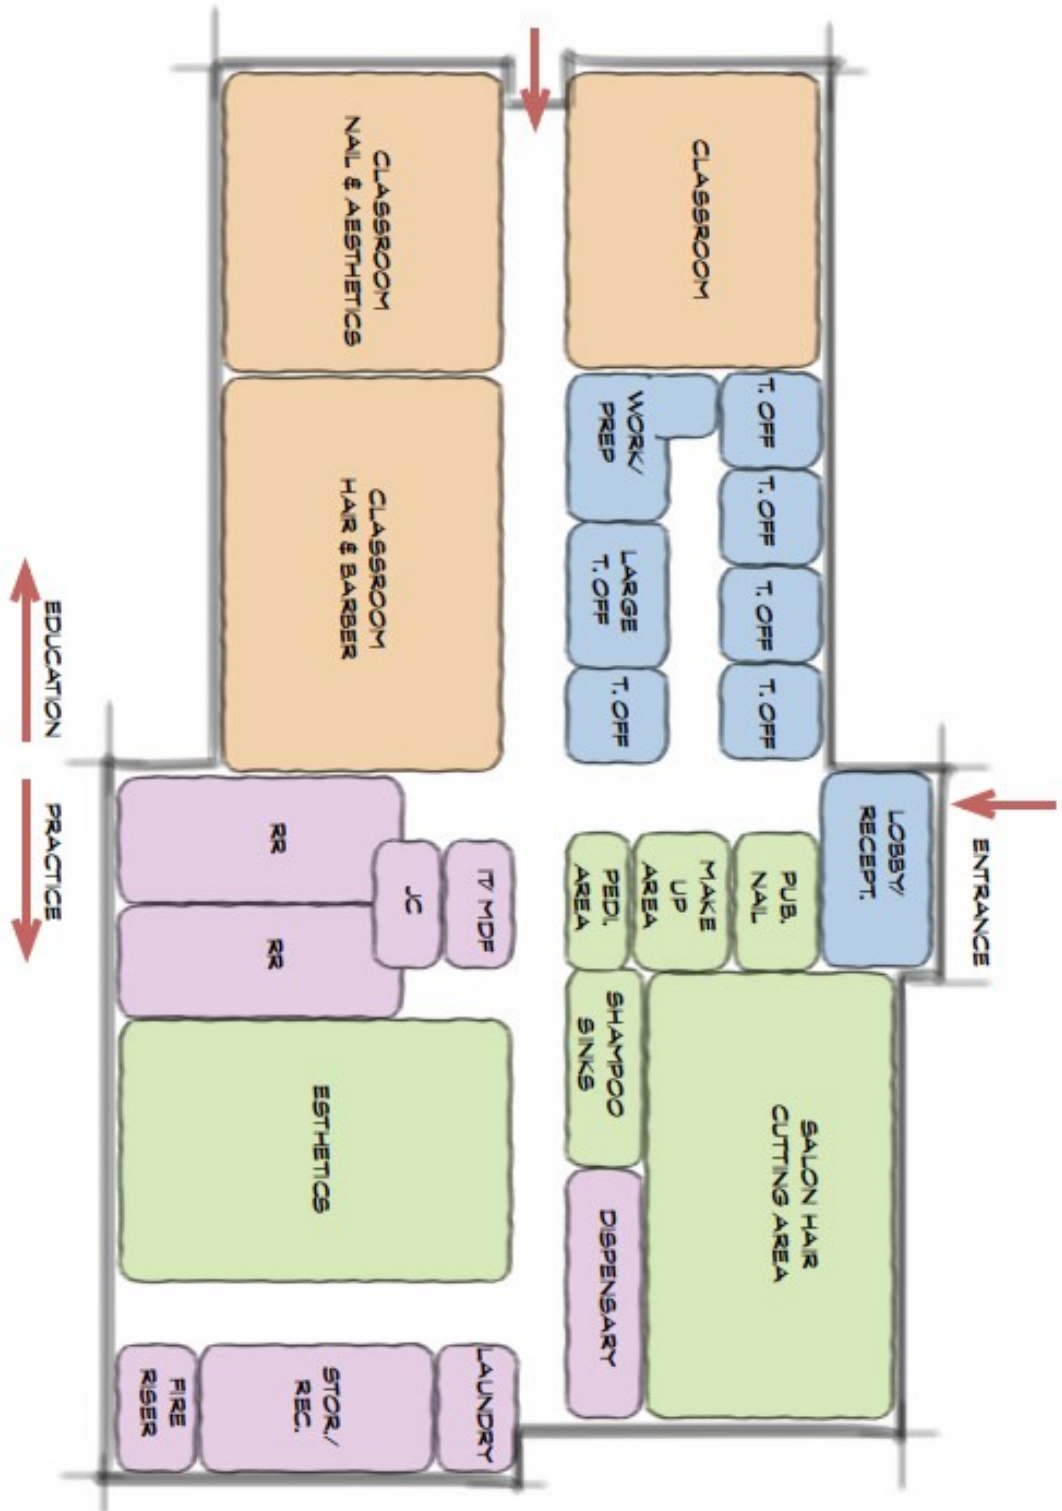 CLASSROOM
NAIL & AESTHETICS
CLASSROOM
CLASSROOM
HAIR & BARBER
WORK/
PREP
T. OFF
T. OFF
T. OFF
T. OFF
LARGE
T. OFF
T. OFF
EDUCATION
PRACTICE
LOBBY/
RECEPT.
ENTRANCE
RR
RR
JC
IT/ MDF
PEDI.
AREA
MAKE
UP
AREA
PUB.
NAIL
SHAMPOO
SINKS
SALON HAIR
CUTTING AREA
ESTHETICS
DISPENSARY
FIRE
RISER
STOR./
REC.
LAUNDRY